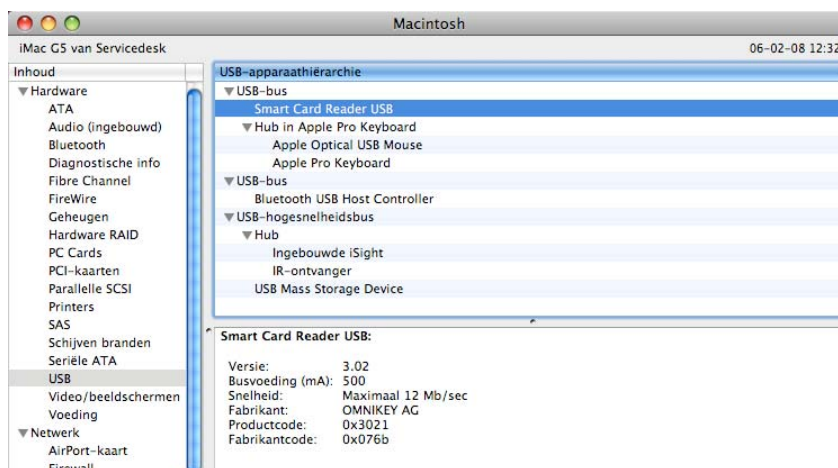 Macintosh
iMac G5 van Servicedesk
06-02-08 12:32
Inhoud
Hardware
ATA
Audio (ingebouwd)
Bluetooth
Diagnostische info
Fibre Channel
FireWire
Geheugen
Hardware RAID
PC Cards
PCI-kaarten
Parallelle SCSI
Printers
SAS
Schijven branden
Seriële ATA
USB
Video/beeldschermen
Voeding
Netwerk
AirPort-kaart
Firewall
USB-apparaathiërarchie
USB-bus
Smart Card Reader USB
Hub in Apple Pro Keyboard
Apple Optical USB Mouse
Apple Pro Keyboard
USB-bus
Bluetooth USB Host Controller
USB-hogesnelheidsbus
Hub
Ingebouwde iSight
IR-ontvanger
USB Mass Storage Device
Smart Card Reader USB:
Versie: 3.02
Busvoeding (mA): 500
Snelheid: Maximaal 12 Mb/sec
Fabrikant: OMNIKEY AG
Productcode: 0x3021
Fabrikantcode: 0x076b